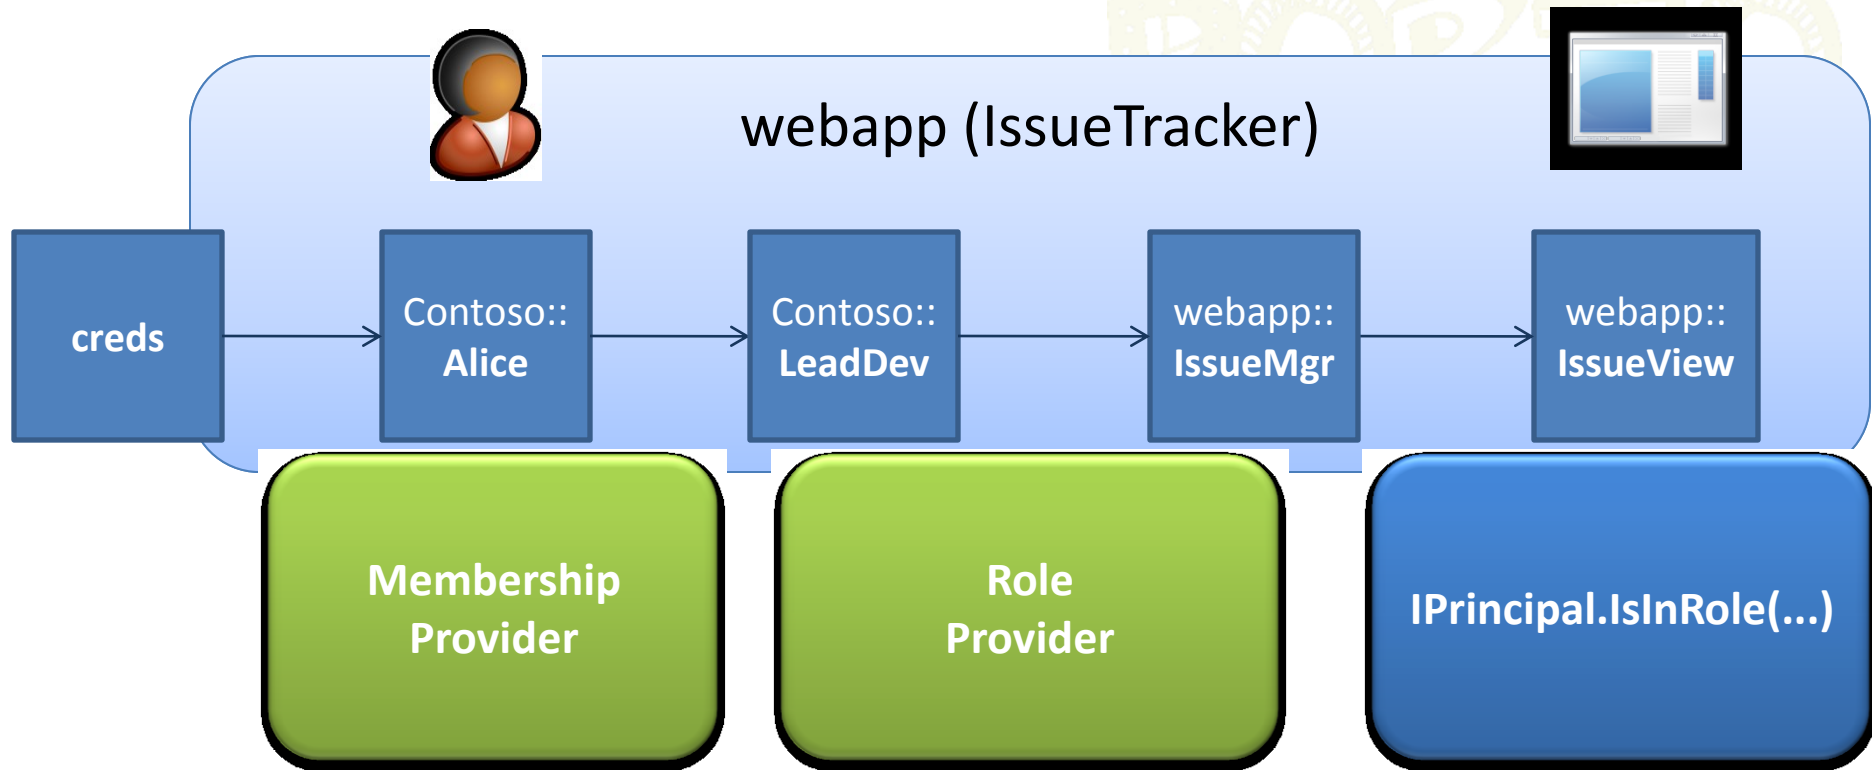 webapp (IssueTracker)
creds
Contoso::
Alice
Contoso::
LeadDev
webapp::
IssueMgr
webapp::
IssueView
Membership
Provider
Role
Provider
IPrincipal.IsInRole(...)